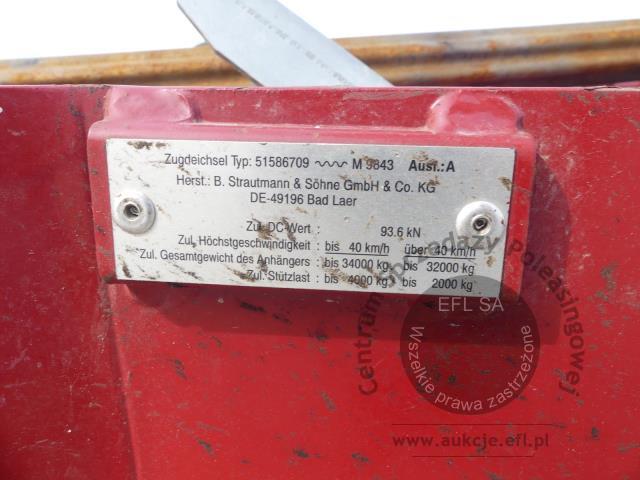 Zugdeichsel Typ: 51586709 M 9843 Ausf.:A
Herst.: B. Strautmann & Söhne GmbH & Co. KG
DE-49196 Bad Laer
Zul. DC-Wert : 93.6 kN
Zul. Höchstgeschwindigkeit : bis 40 km/h über 40 km/h
Zul. Gesamtgewicht des Anhängers : bis 34000 kg bis 32000 kg
Zul. Stützlast : bis 4000 kg bis 2000 kg
Centrum sprzedaży poleasingowej
EFL SA
Wszelkie prawa zastrzeżone
www.aukcje.efl.pl